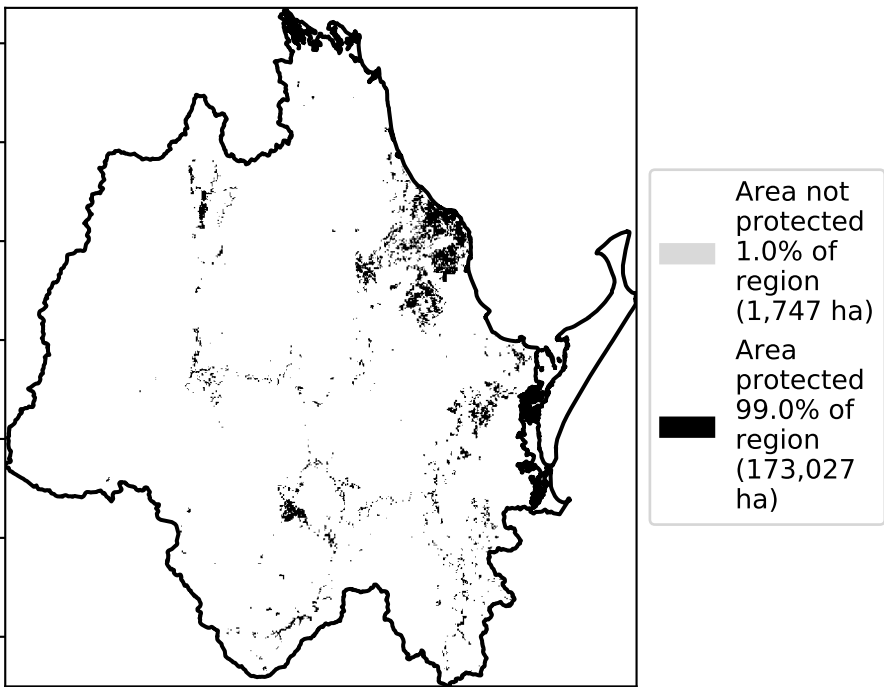 Area not
protected
1.0% of
region
(1,747 ha)
Area
protected
99.0% of
region
(173,027
ha)